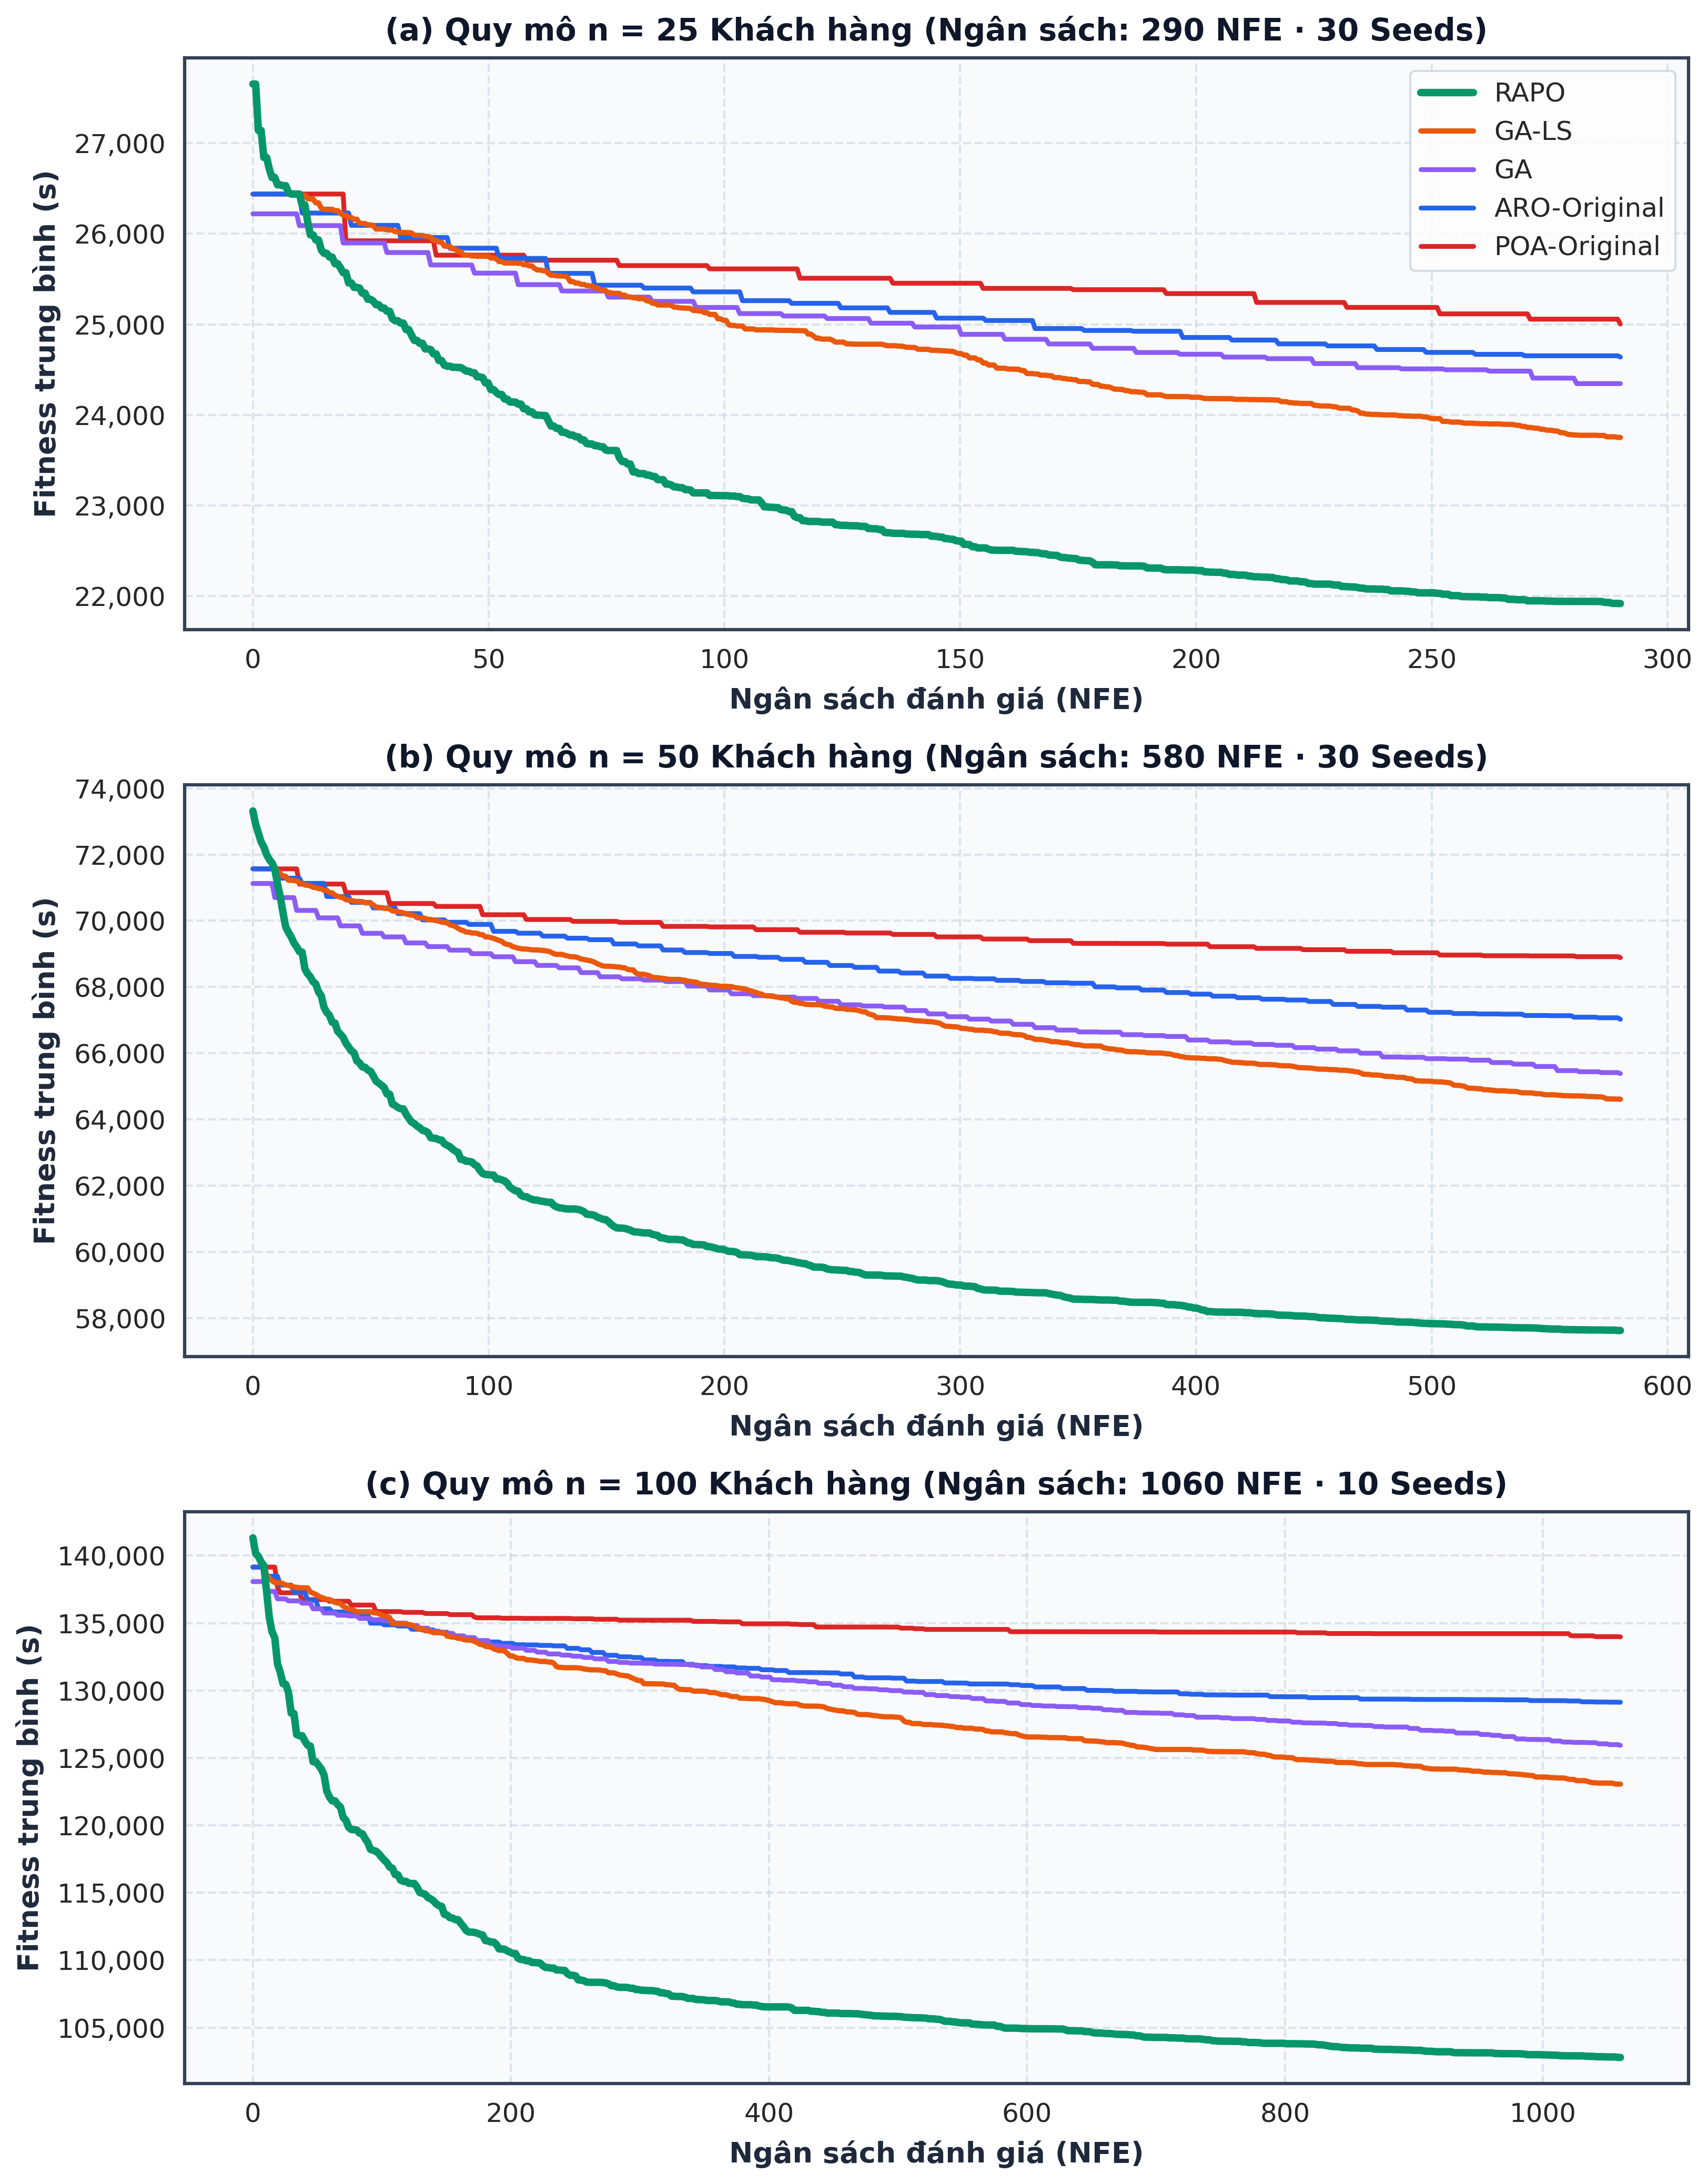 (a) Quy mô n = 25 Khách hàng (Ngân sách: 290 NFE · 30 Seeds)
RAPO
GA-LS
GA
ARO-Original
POA-Original
Fitness trung bình (s)
27,000
26,000
25,000
24,000
23,000
22,000
0 50 100 150 200 250 300
Ngân sách đánh giá (NFE)
(b) Quy mô n = 50 Khách hàng (Ngân sách: 580 NFE · 30 Seeds)
Fitness trung bình (s)
74,000
72,000
70,000
68,000
66,000
64,000
62,000
60,000
58,000
0 100 200 300 400 500 600
Ngân sách đánh giá (NFE)
(c) Quy mô n = 100 Khách hàng (Ngân sách: 1060 NFE · 10 Seeds)
Fitness trung bình (s)
140,000
135,000
130,000
125,000
120,000
115,000
110,000
105,000
0 200 400 600 800 1000
Ngân sách đánh giá (NFE)